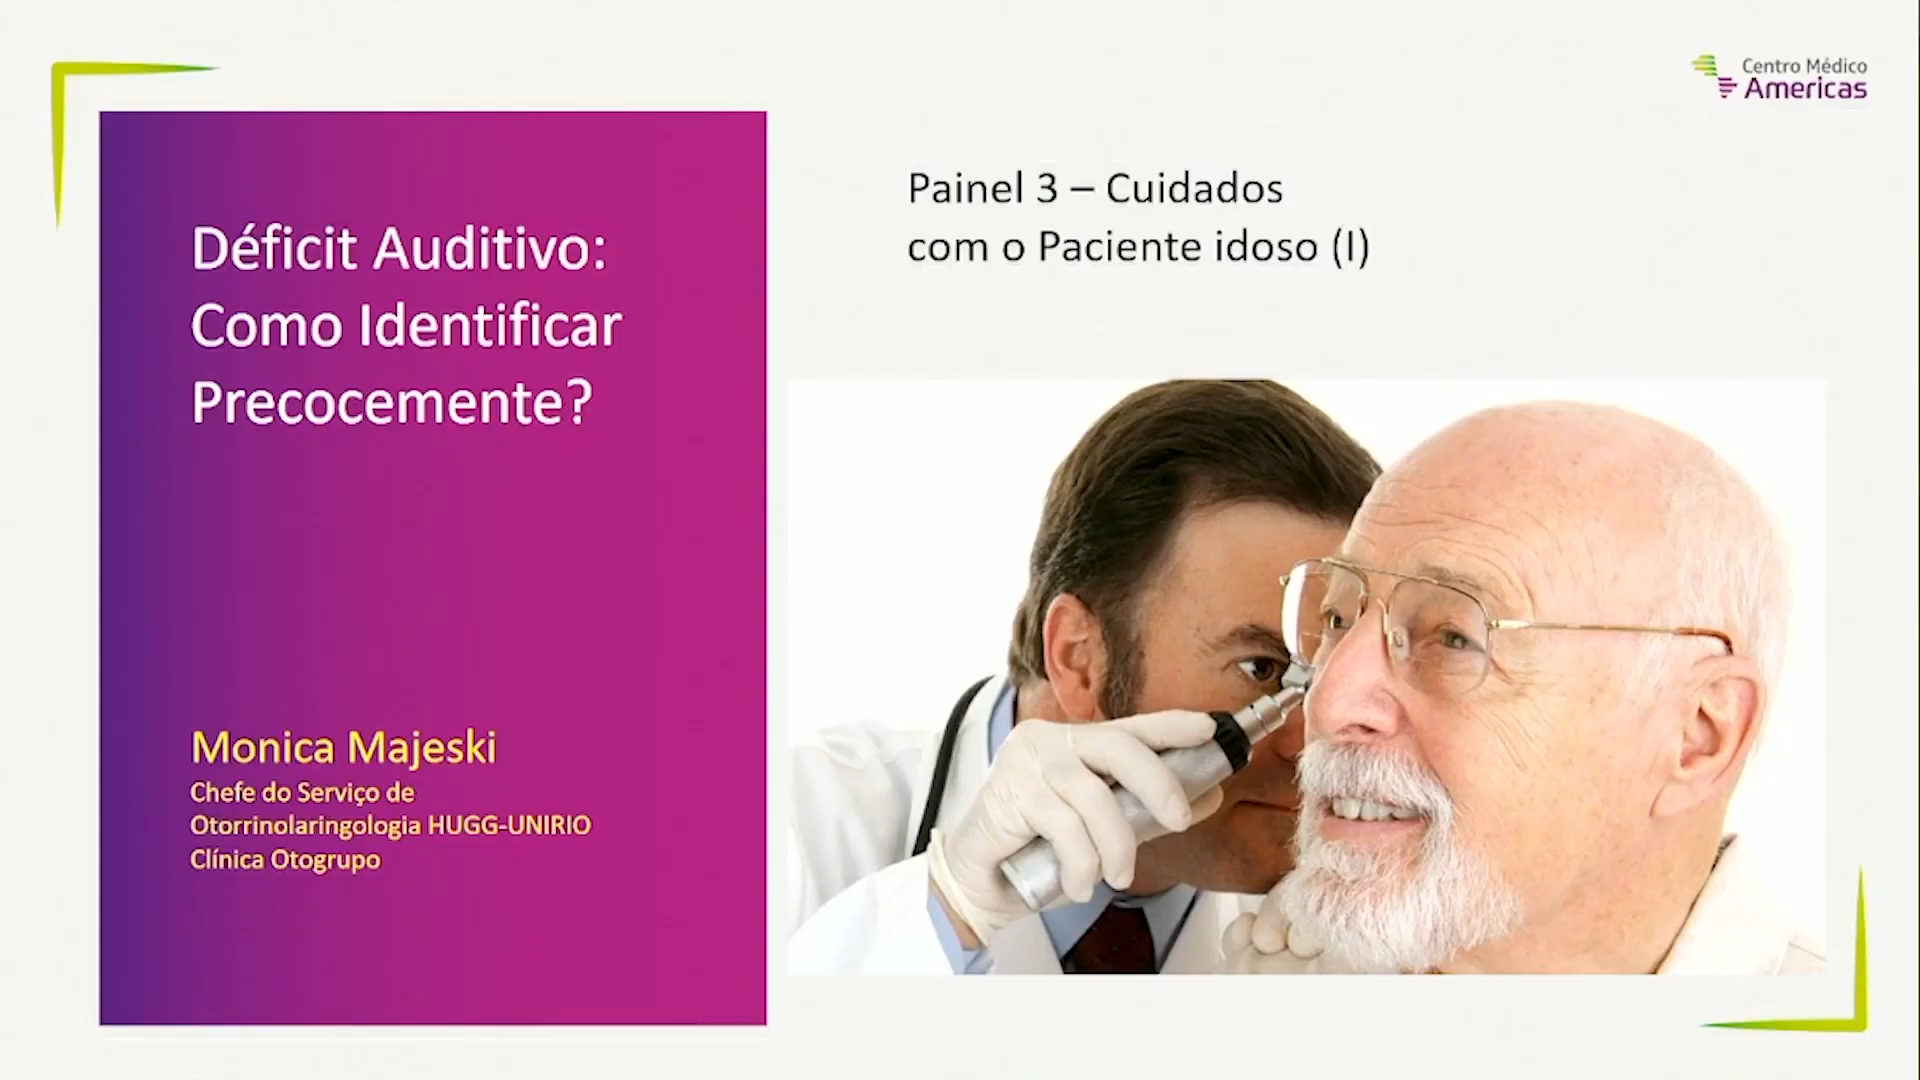 Centro Médico
Americas
Déficit Auditivo:
Como Identificar
Precocemente?
Painel 3 – Cuidados
com o Paciente idoso (I)
Monica Majeski
Chefe do Serviço de
Otorrinolaringologia HUGG-UNIRIO
Clínica Otogrupo